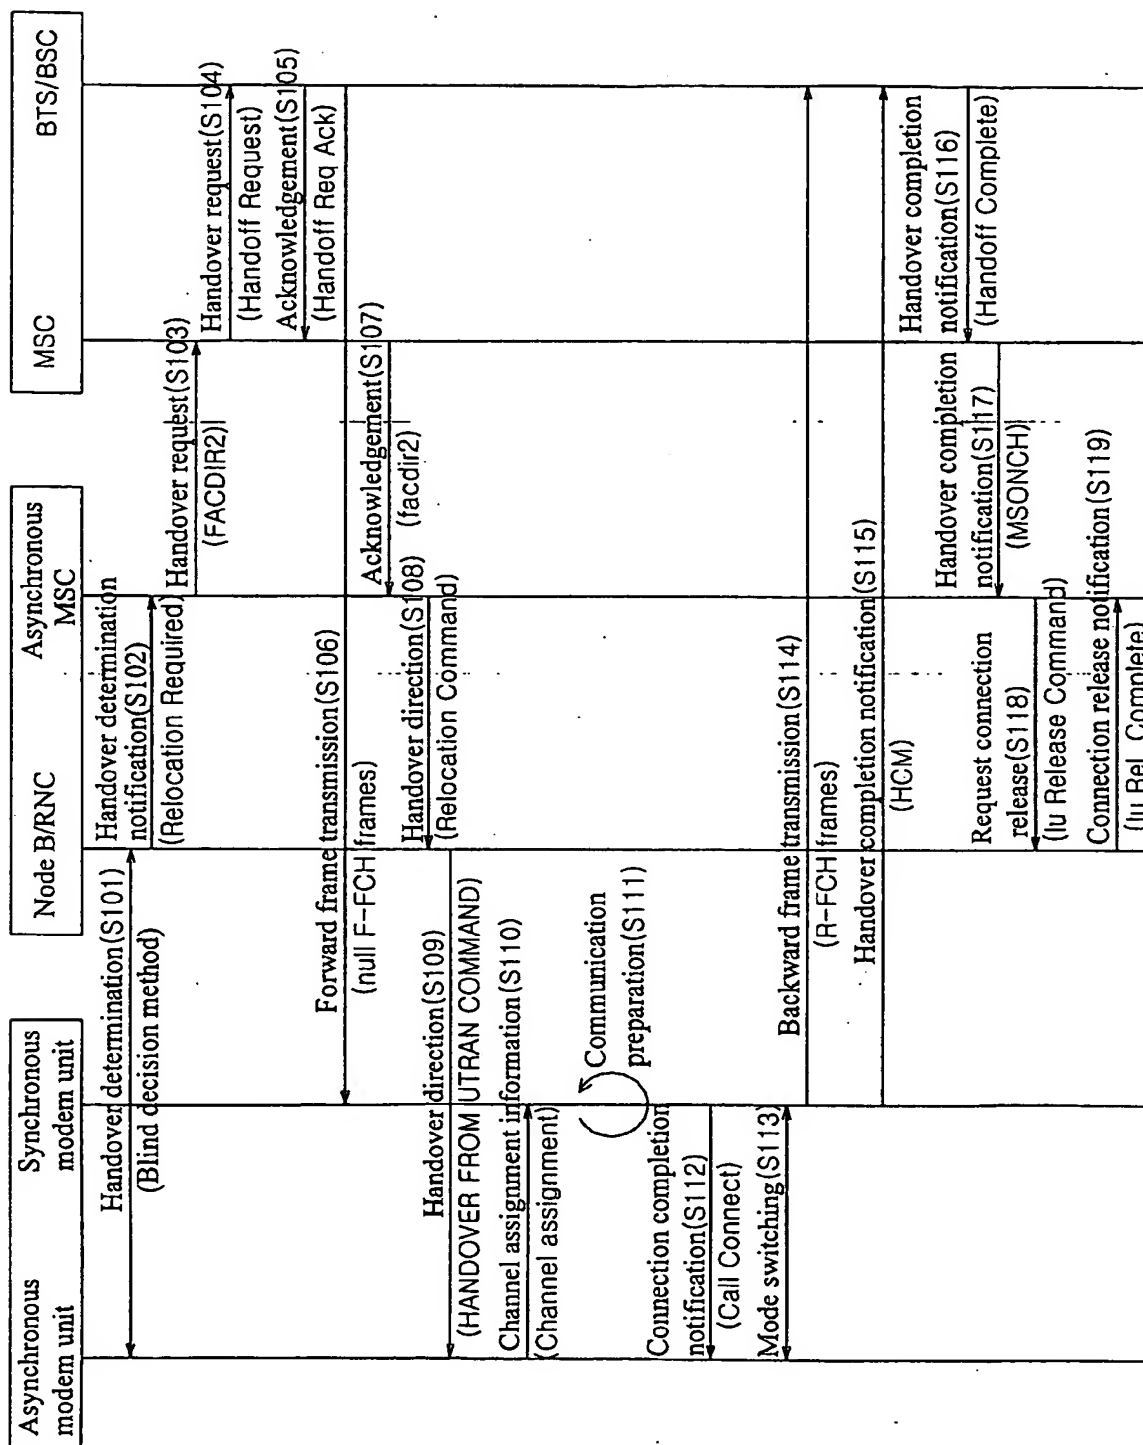 Asynchronous
modem unit
Synchronous
modem unit
Node B/RNC
Asynchronous
MSC
MSC
BTS/BSC
Handover determination(S101)
(Blind decision method)
Handover determination
notification(S102)
(Relocation Required)
Handover request(S103)
(FACDIR2)
Handover request(S104)
(Handoff Request)
Acknowledgement(S105)
(Handoff Req Ack)
Forward frame transmission(S106)
(null F-FCH frames)
Acknowledgement(S107)
(facdir2)
Handover direction(S108)
(Relocation Command)
Handover direction(S109)
(HANDOVER FROM UTRAN COMMAND)
Channel assignment information(S110)
(Channel assignment)
Communication
preparation(S111)
Connection completion
notification(S112)
(Call Connect)
Mode switching(S113)
Backward frame transmission(S114)
(R-FCH frames)
Handover completion notification(S115)
(HCM)
Handover completion
notification(S116)
(Handoff Complete)
Handover completion
notification(S117)
(MSONCH)
Request connection
release(S118)
(Iu Release Command)
Connection release notification(S119)
(Iu Rel. Complete)